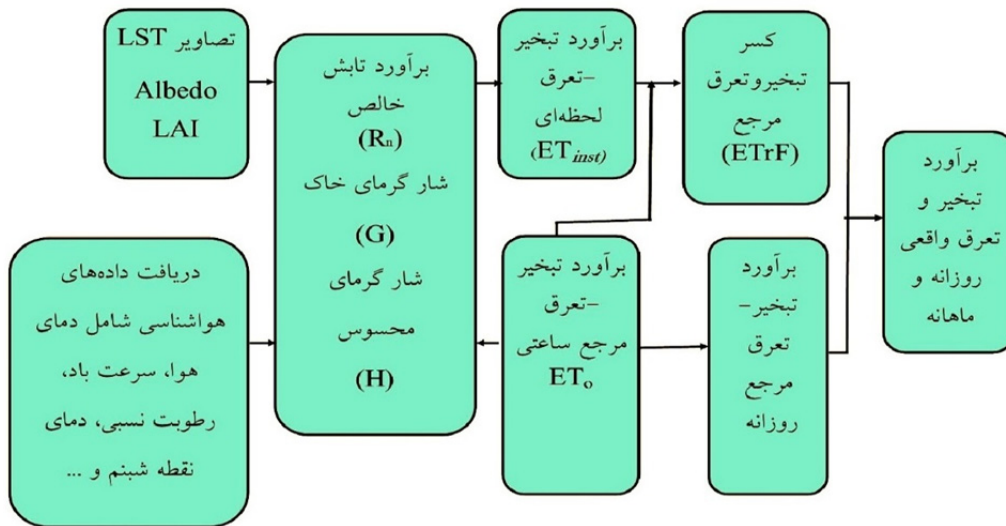 تصاویر LST
Albedo
LAI
دریافت داده‌های
هواشناسی شامل دمای
هوا، سرعت باد،
رطوبت نسبی، دمای
نقطه شبنم و ...
برآورد تابش
خالص
(Rn)
شار گرمای خاک
(G)
شار گرمای
محسوس
(H)
برآورد تبخیر
-تعرق
لحظه‌ای
(ETinst)
برآورد تبخیر
-تعرق
مرجع ساعتی
ETo
کسر
تبخیروتعرق
مرجع
(ETrF)
برآورد
تبخیر-
تعرق
مرجع
روزانه
برآورد
تبخیر و
تعرق واقعی
روزانه و
ماهانه